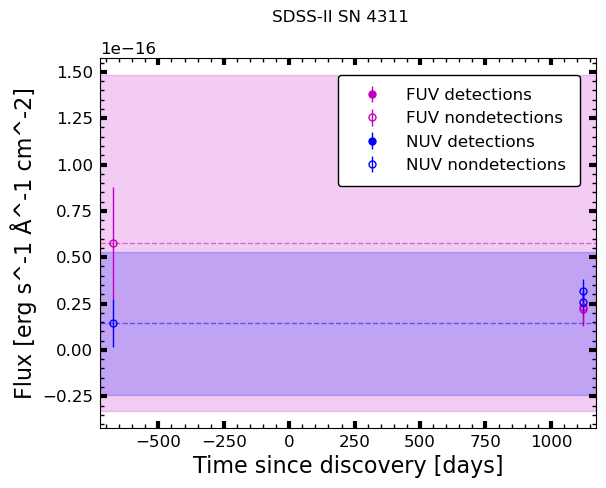 SDSS-II SN 4311
1e−16
1.50
1.25
1.00
0.75
0.50
0.25
0.00
−0.25
Flux [erg s^-1 Å^-1 cm^-2]
FUV detections
FUV nondetections
NUV detections
NUV nondetections
−500 −250 0 250 500 750 1000
Time since discovery [days]